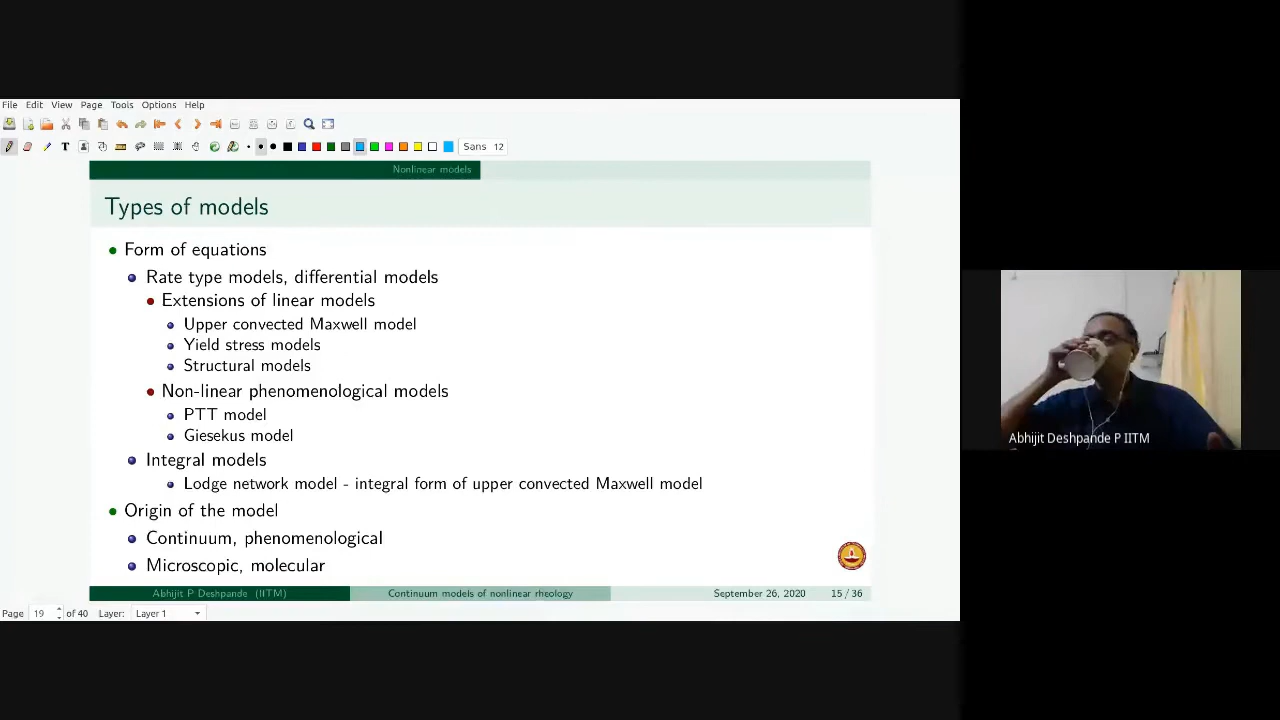 File Edit View Page Tools Options Help
T Sans 12
Nonlinear models
Types of models
Form of equations
Rate type models, differential models
Extensions of linear models
Upper convected Maxwell model
Yield stress models
Structural models
Non-linear phenomenological models
PTT model
Giesekus model
Integral models
Lodge network model - integral form of upper convected Maxwell model
Origin of the model
Continuum, phenomenological
Microscopic, molecular
Abhijit P Deshpande (IITM) Continuum models of nonlinear rheology September 26, 2020 15 / 36
Page 19 of 40 Layer: Layer 1
Abhijit Deshpande P IITM